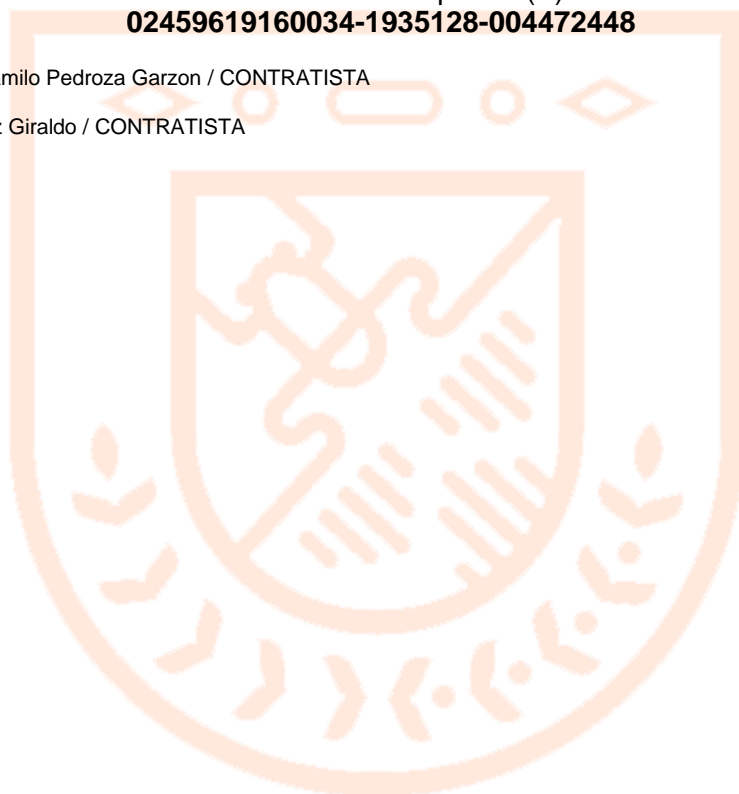 02459619160034-1935128-004472448
milo Pedroza Garzon / CONTRATISTA
Giraldo / CONTRATISTA